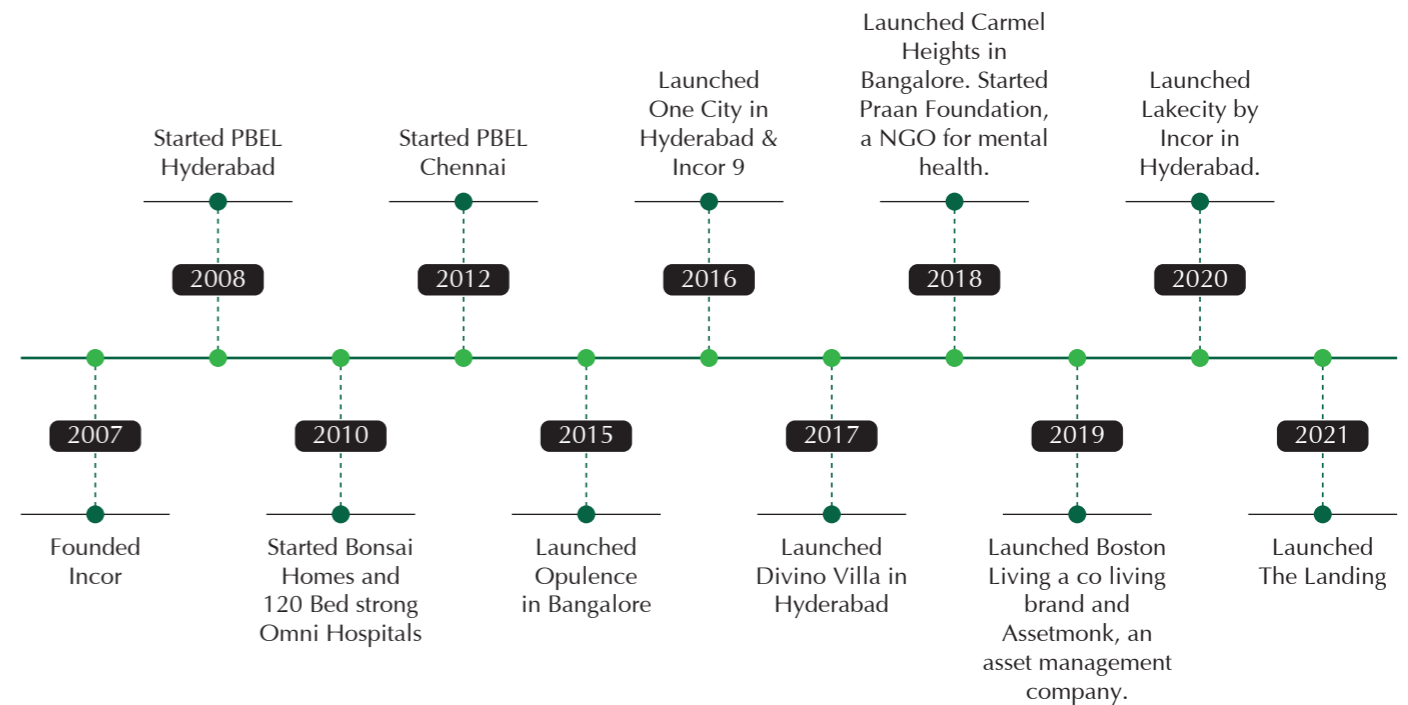 2007
Founded
Incor
Started PBEL
Hyderabad
2008
2010
Started Bonsai
Homes and
120 Bed strong
Omni Hospitals
Started PBEL
Chennai
2012
2015
Launched
Opulence
in Bangalore
Launched
One City in
Hyderabad &
Incor 9
2016
2017
Launched
Divino Villa in
Hyderabad
Launched Carmel
Heights in
Bangalore. Started
Praan Foundation,
a NGO for mental
health.
2018
2019
Launched Boston
Living a co living
brand and
Assetmonk, an
asset management
company.
Launched
Lakecity by
Incor in
Hyderabad.
2020
2021
Launched
The Landing